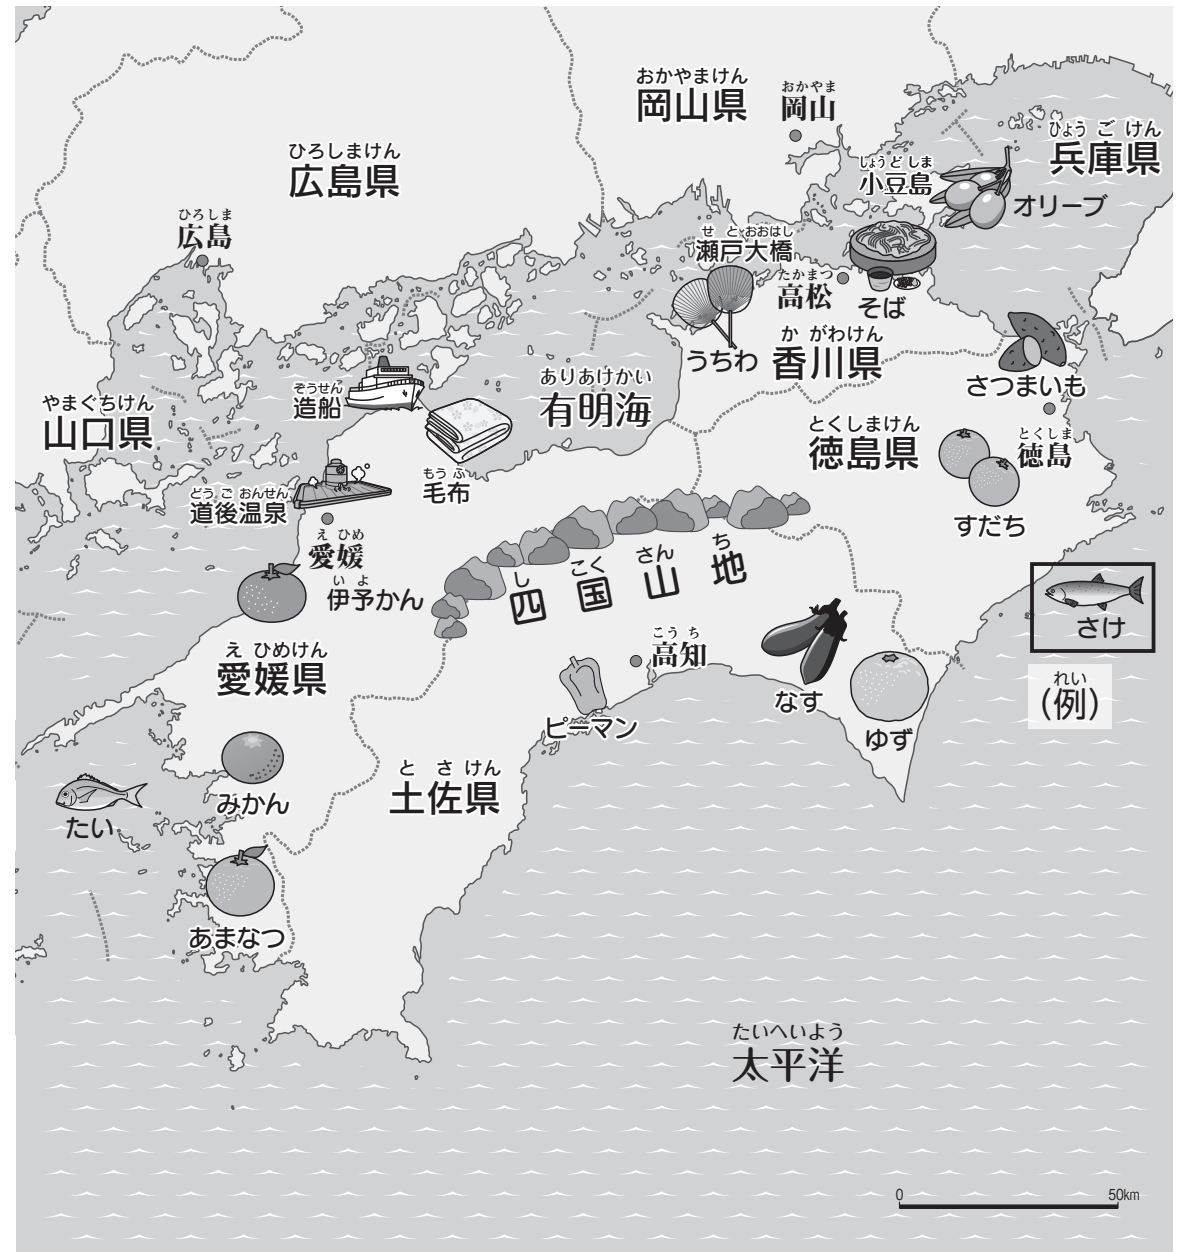 おかやまけん
岡山県
おかやま
岡山
ひょうごけん
兵庫県
ひろしまけん
広島県
ひろしま
広島
しょうどしま
小豆島
オリーブ
せとおおはし
瀬戸大橋
たかまつ
高松
そば
うちわ
かがわけん
香川県
さつまいも
ありあけかい
有明海
ぞうせん
造船
やまぐちけん
山口県
とくしまけん
徳島県
とくしま
徳島
もうふ
毛布
どうごおんせん
道後温泉
すだち
えひめ
愛媛
いよ
伊予かん
しこくさんち
四国山地
さけ
れい
(例)
えひめけん
愛媛県
こうち
高知
なす
ゆず
ピーマン
とさけん
土佐県
みかん
たい
あまなつ
たいへいよう
太平洋
0 50km